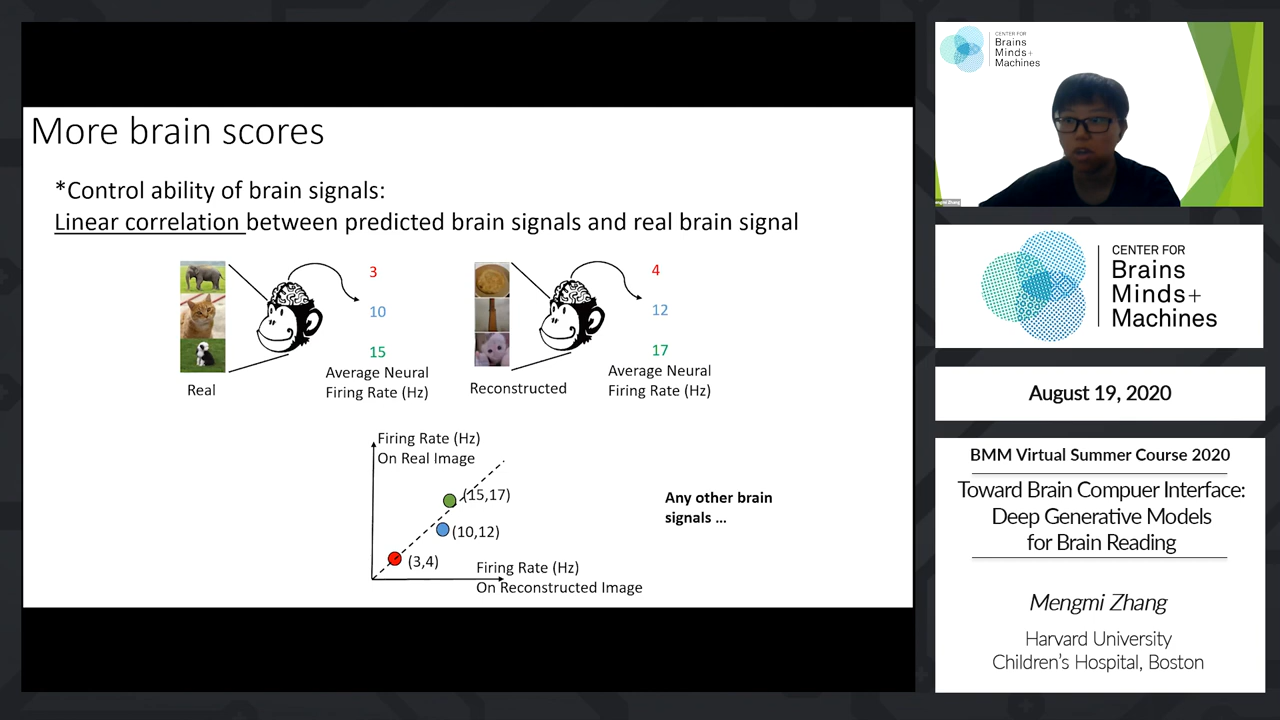 More brain scores
*Control ability of brain signals:
Linear correlation between predicted brain signals and real brain signal
3
10
15
Average Neural
Firing Rate (Hz)
Real
4
12
17
Average Neural
Firing Rate (Hz)
Reconstructed
Firing Rate (Hz)
On Real Image
(15,17)
(10,12)
(3,4)
Firing Rate (Hz)
On Reconstructed Image
Any other brain
signals ...
CENTER FOR
Brains
Minds+
Machines
Mengmi Zhang
CENTER FOR
Brains
Minds+
Machines
August 19, 2020
BMM Virtual Summer Course 2020
Toward Brain Compuer Interface:
Deep Generative Models
for Brain Reading
Mengmi Zhang
Harvard University
Children's Hospital, Boston